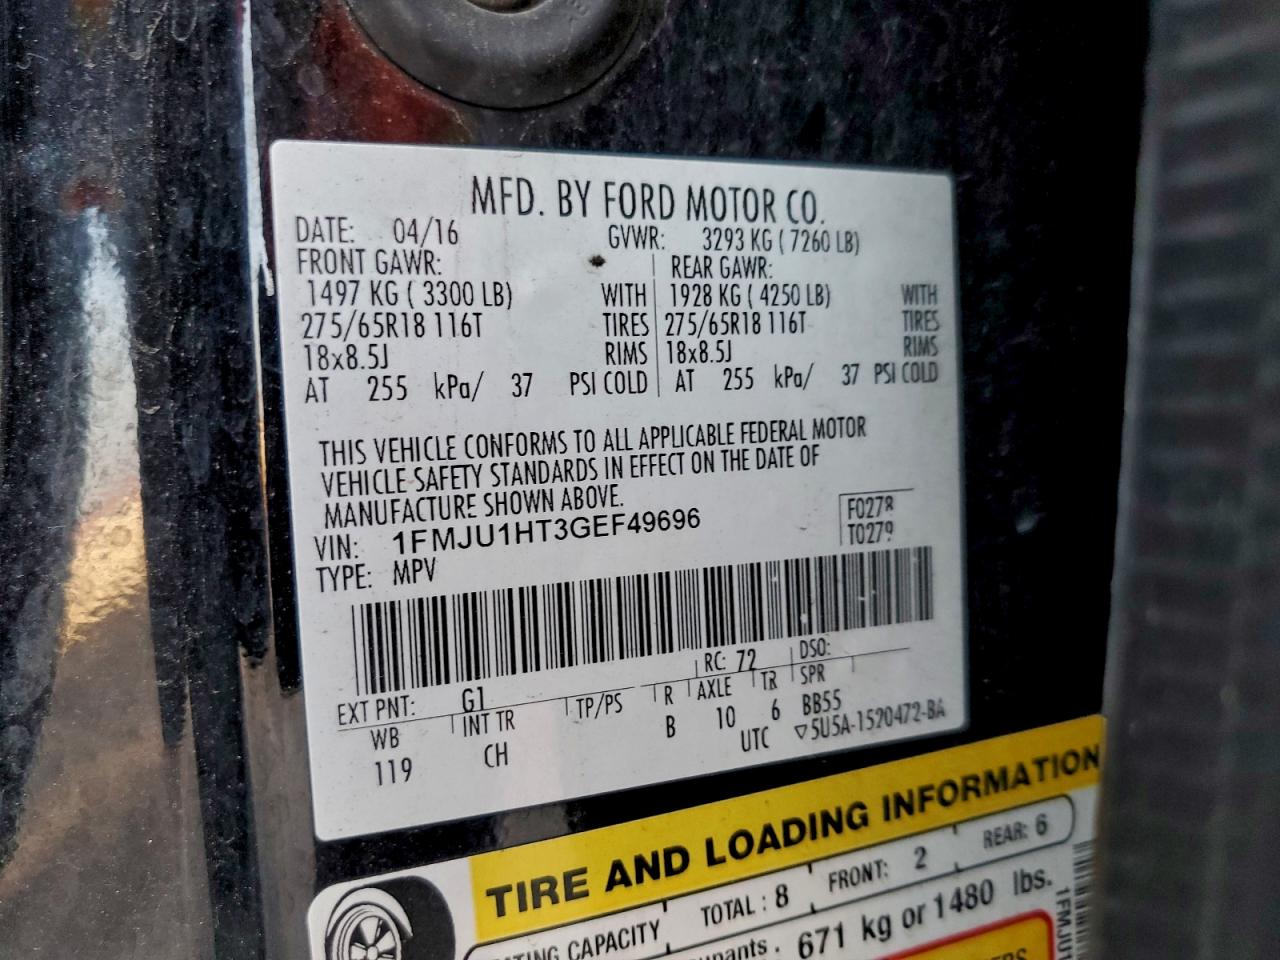 MFD. BY FORD MOTOR CO.
DATE: 04/16 GVWR: 3293 KG ( 7260 LB)
FRONT GAWR: REAR GAWR:
1497 KG ( 3300 LB) WITH 1928 KG ( 4250 LB) WITH
275/65R18 116T TIRES 275/65R18 116T TIRES
18x8.5J RIMS 18x8.5J RIMS
AT 255 kPa/ 37 PSI COLD AT 255 kPa/ 37 PSI COLD
THIS VEHICLE CONFORMS TO ALL APPLICABLE FEDERAL MOTOR
VEHICLE SAFETY STANDARDS IN EFFECT ON THE DATE OF
MANUFACTURE SHOWN ABOVE.
VIN: 1FMJU1HT3GEF49696 F0278
TYPE: MPV T0279
RC: 72 DSO:
EXT PNT: G1
WB INT TR TP/PS R AXLE TR SPR
119 CH B 10 6 BB55
UTC ▽5U5A-1520472-BA
TIRE AND LOADING INFORMATION
TOTAL : 8 FRONT: 2 REAR: 6
CAPACITY
671 kg or 1480 lbs.